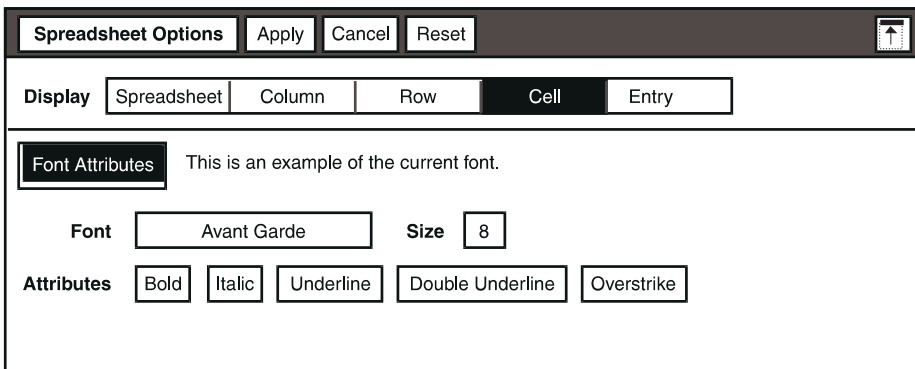 Spreadsheet Options Apply Cancel Reset
Display Spreadsheet Column Row Cell Entry
Font Attributes This is an example of the current font.
Font Avant Garde Size 8
Attributes Bold Italic Underline Double Underline Overstrike